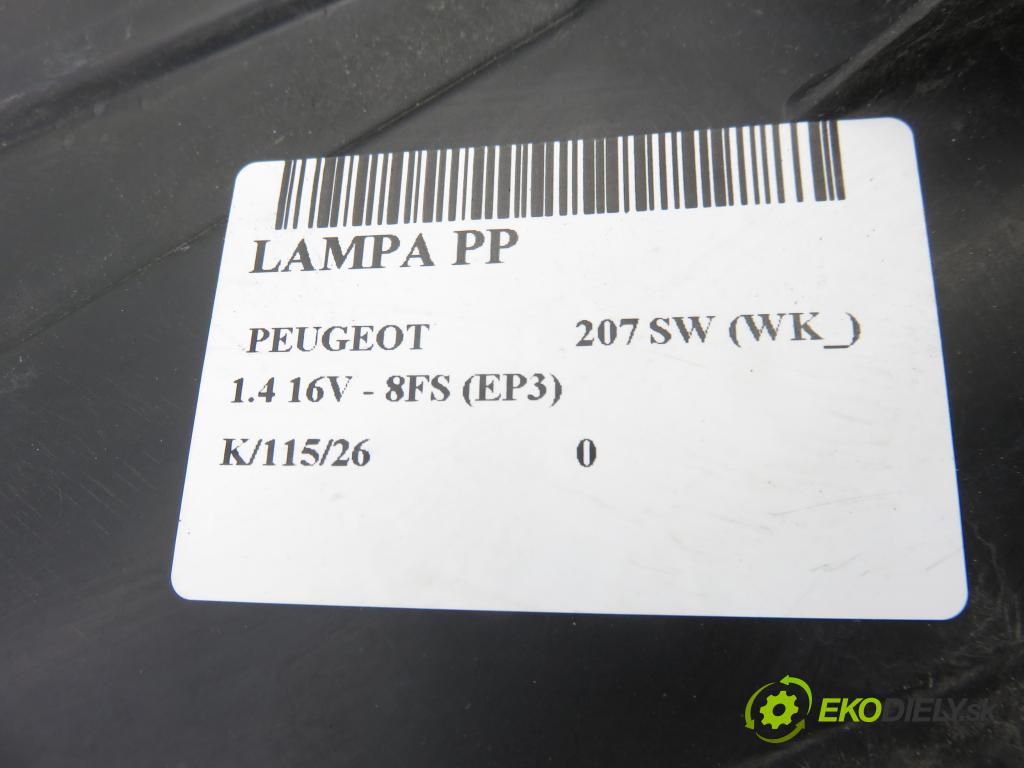 LAMPA PP
PEUGEOT 207 SW (WK_)
1.4 16V - 8FS (EP3)
K/115/26 0
EKODIELY.sk